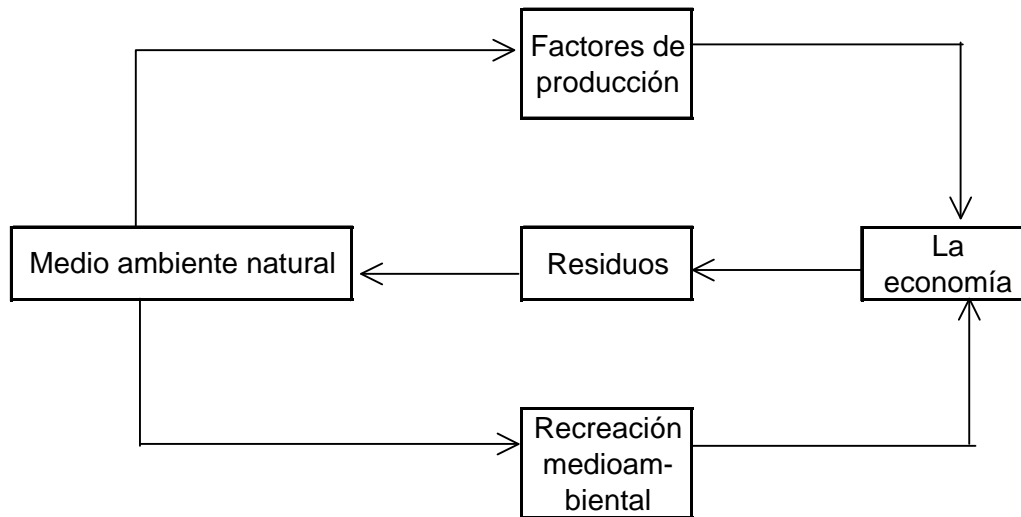 Factores de
producción
Medio ambiente natural
Residuos
La
economía
Recreación
medioam-
biental